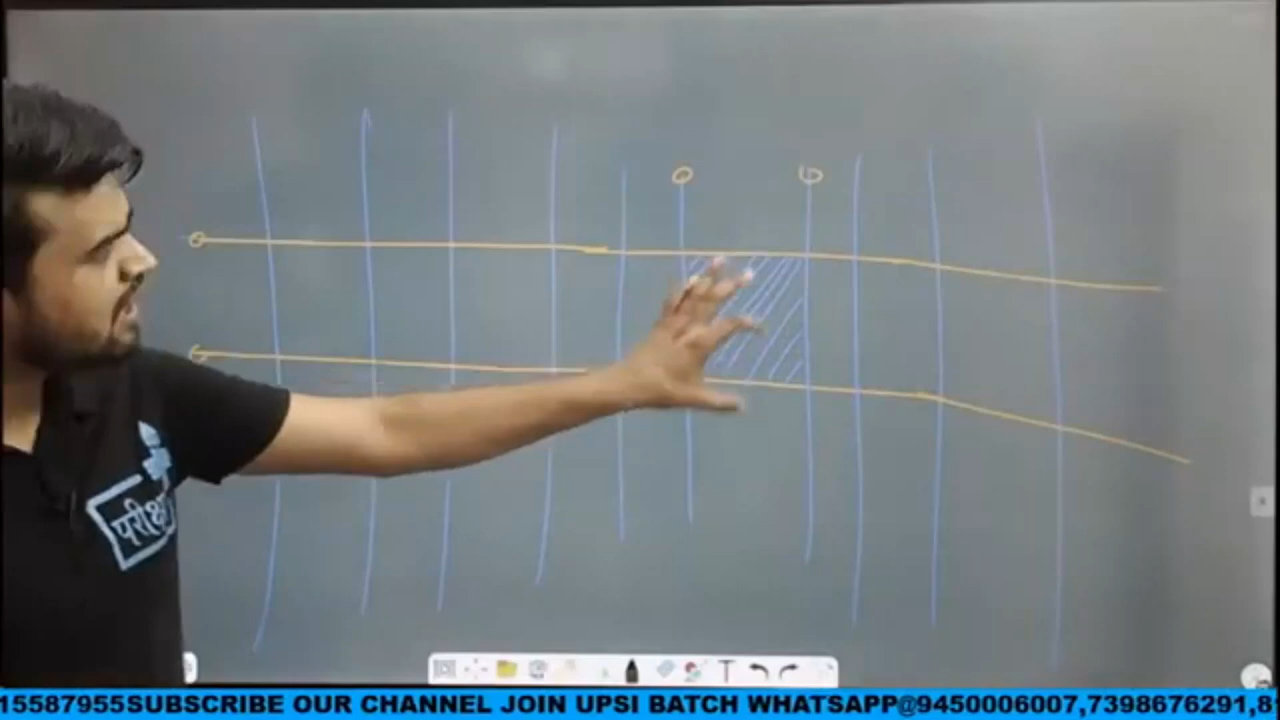 परीक्षा
15587955SUBSCRIBE OUR CHANNEL JOIN UPSI BATCH WHATSAPP@9450006007,7398676291,8